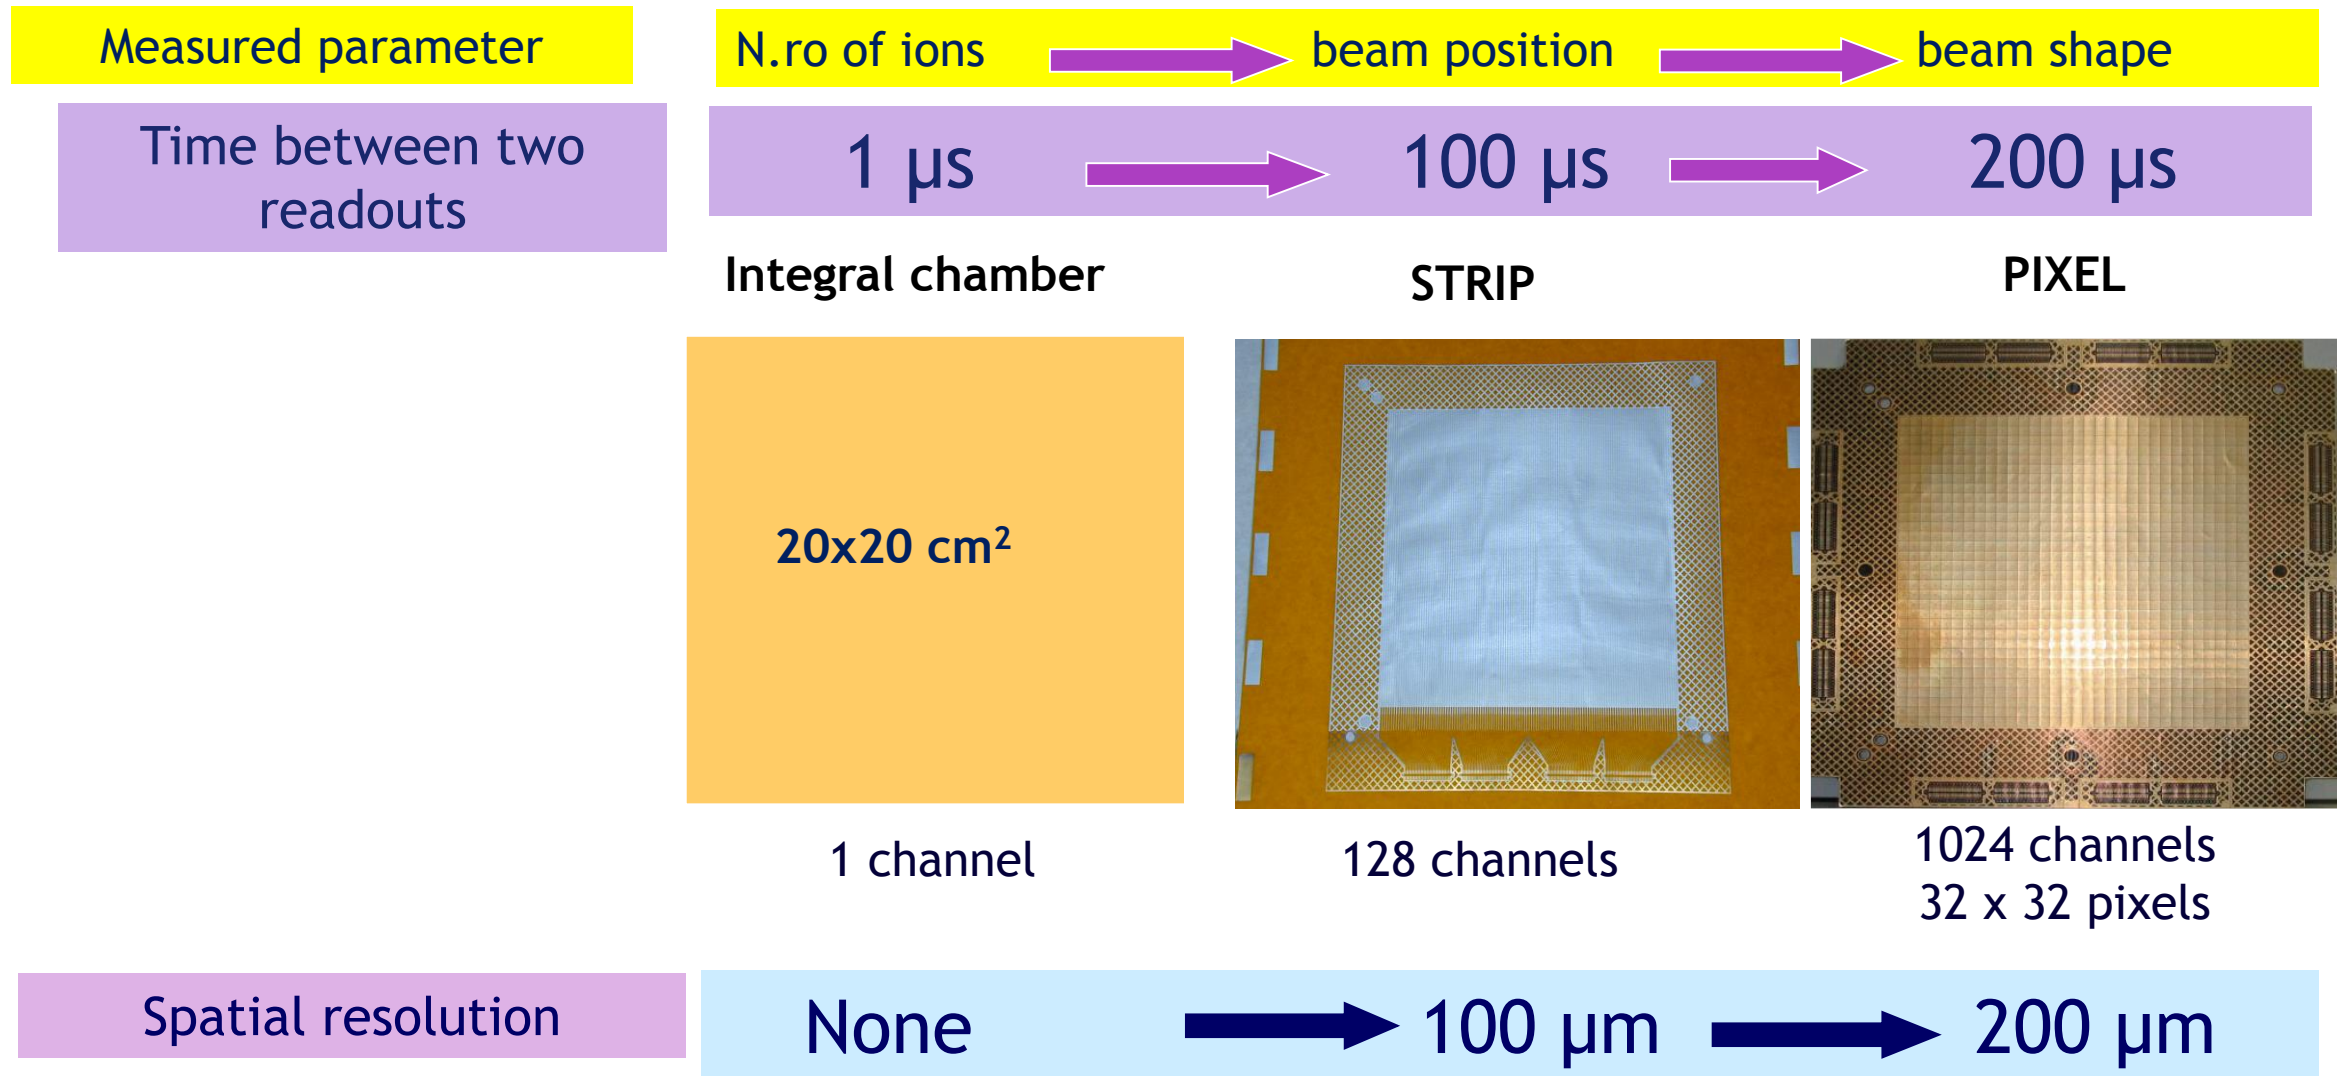 Measured parameter
N.ro of ions beam position beam shape
Time between two
readouts
1 µs 100 µs 200 µs
Integral chamber STRIP PIXEL
20x20 cm²
1 channel 128 channels 1024 channels
32 x 32 pixels
Spatial resolution
None 100 µm 200 µm